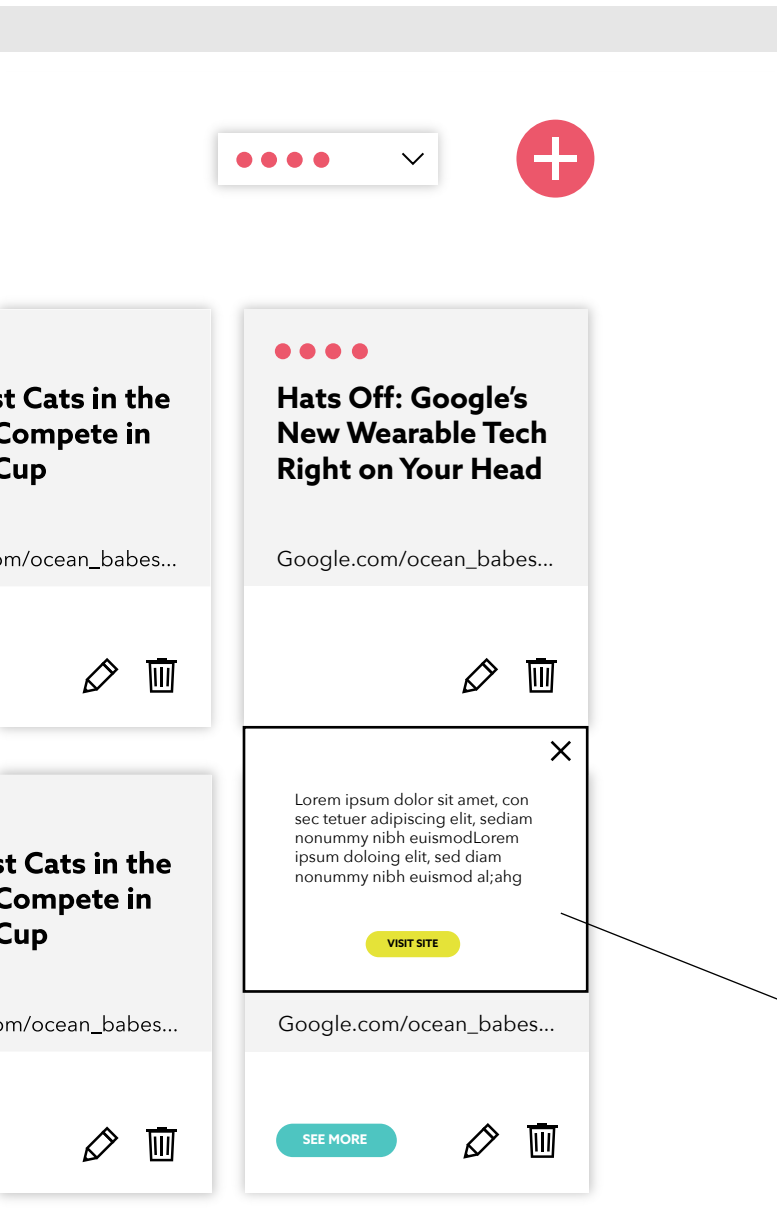 st Cats in the
Compete in
Cup
om/ocean_babes...
Hats Off: Google’s
New Wearable Tech
Right on Your Head
Google.com/ocean_babes...
st Cats in the
Compete in
Cup
om/ocean_babes...
Lorem ipsum dolor sit amet, con
sec tetuer adipiscing elit, sediam
nonummy nibh euismodLorem
ipsum doloing elit, sed diam
nonummy nibh euismod al;ahg
VISIT SITE
Google.com/ocean_babes...
SEE MORE